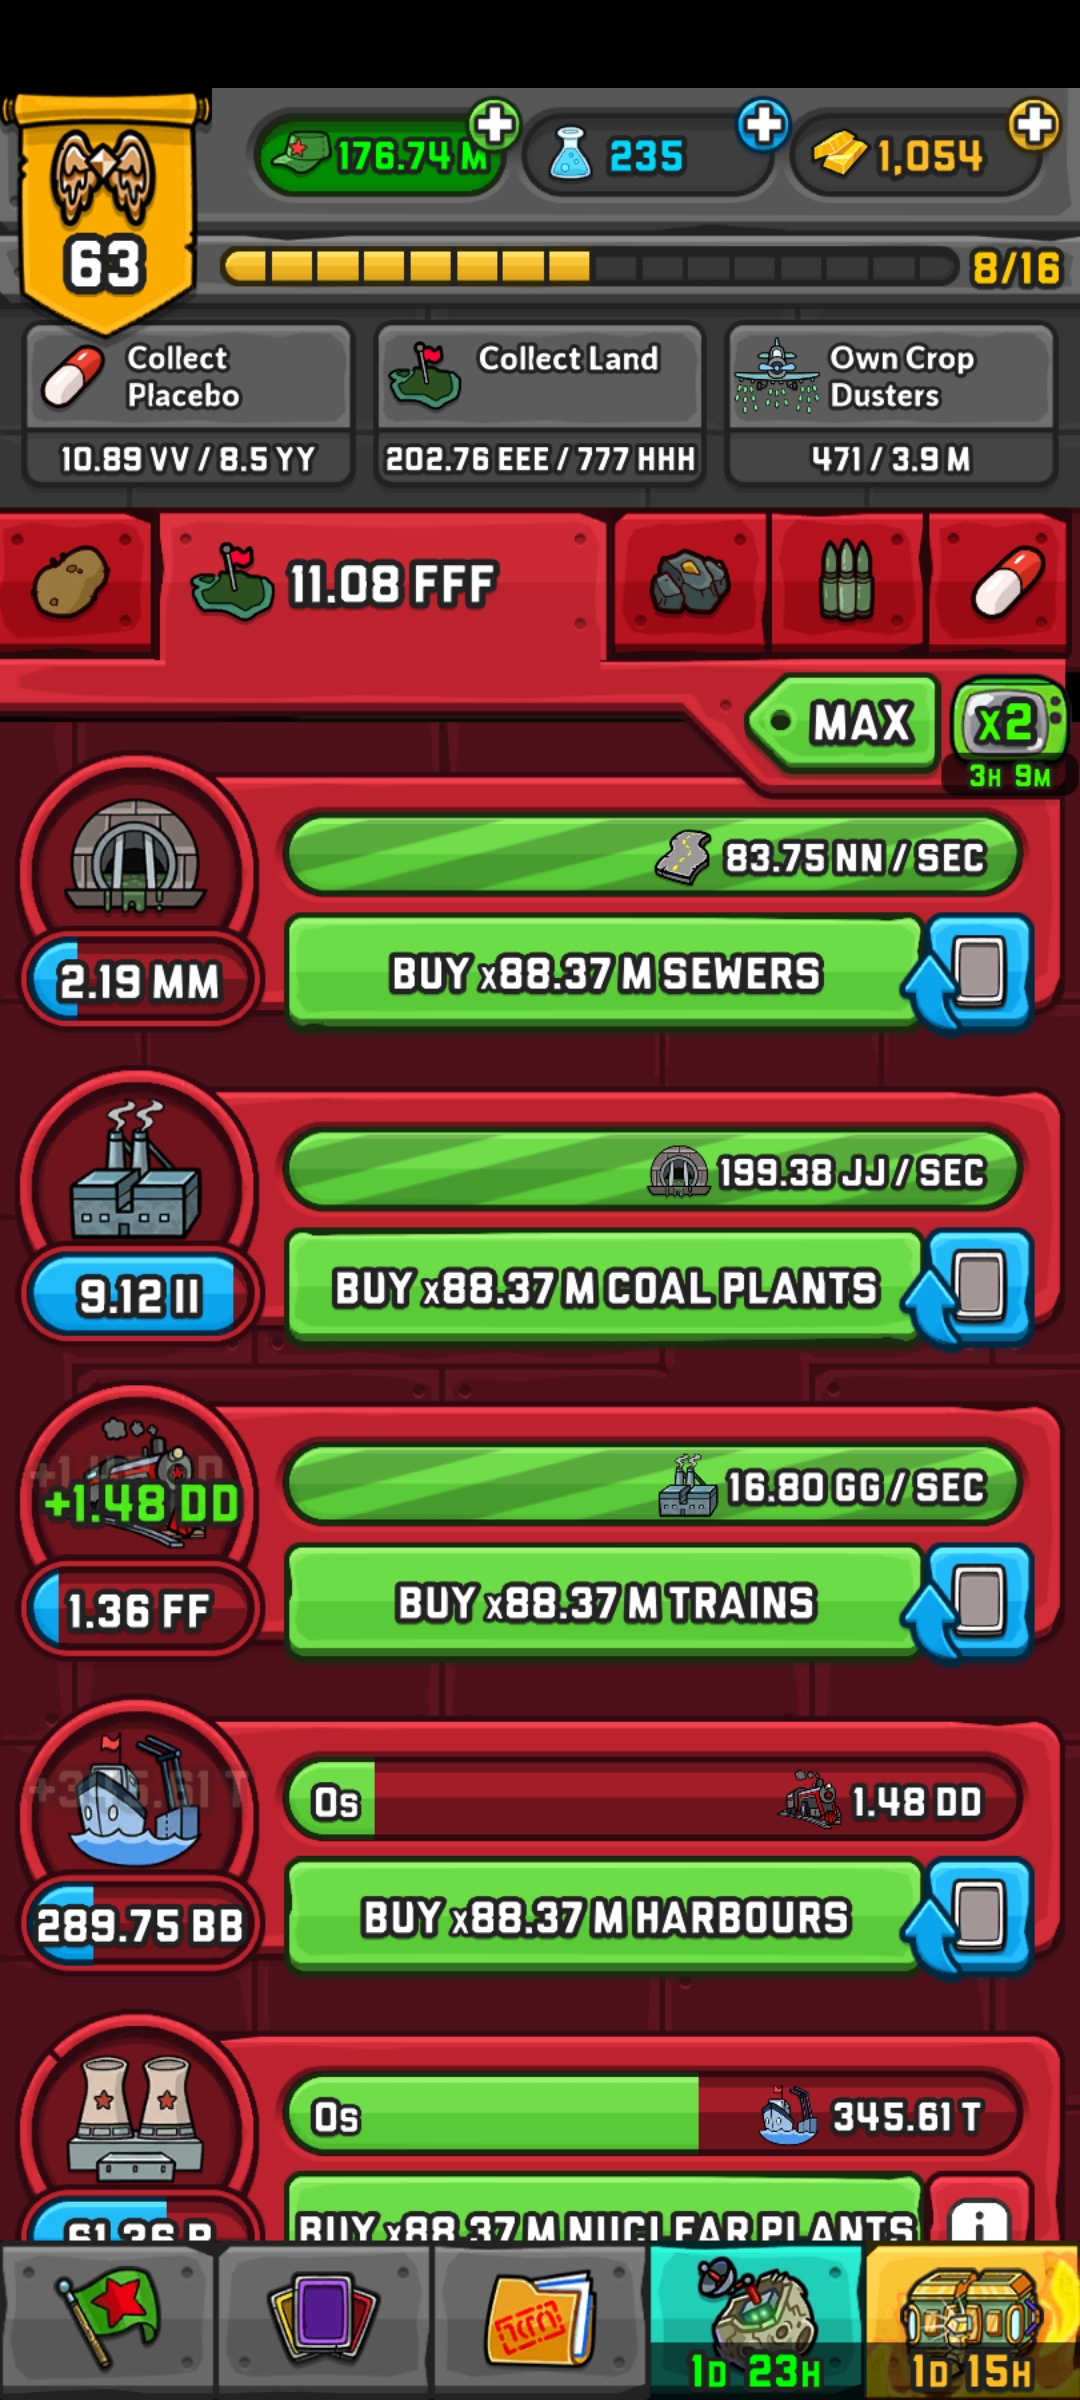 176.74 M
235
1,054
63
8/16
Collect
Placebo
10.89 VV / 8.5 YY
Collect Land
202.76 EEE / 777 HHH
Own Crop
Dusters
471 / 3.9 M
11.08 FFF
MAX
X2
3H 9M
83.75 NN / SEC
2.19 MM
BUY x88.37 M SEWERS
199.38 JJ / SEC
9.12 II
BUY x88.37 M COAL PLANTS
+1.48 DD
16.80 GG / SEC
1.36 FF
BUY x88.37 M TRAINS
0s
1.48 DD
289.75 BB
BUY x88.37 M HARBOURS
0s
345.61 T
BUY x88.37 M NUCLEAR PLANTS
1D 23H
1D 15H